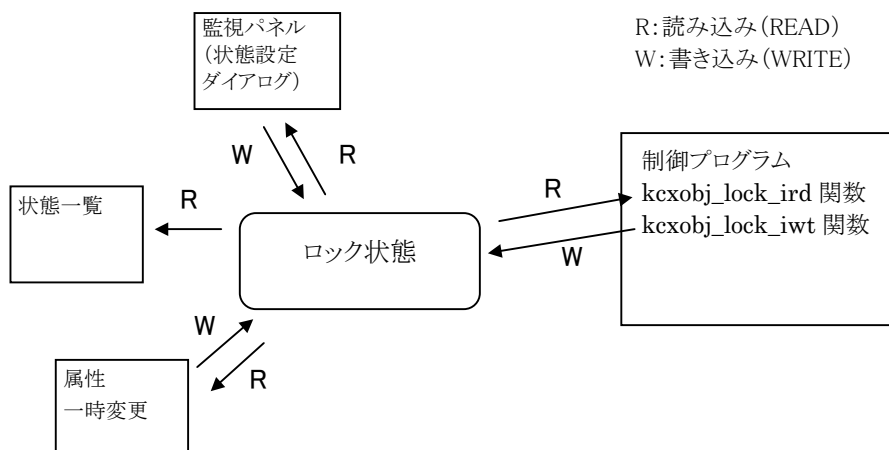 監視パネル
(状態設定
ダイアログ)
R:読み込み(READ)
W:書き込み(WRITE)
W
R
制御プログラム
kcxobj_lock_ird 関数
kcxobj_lock_iwt 関数
R
W
状態一覧
R
ロック状態
W
R
属性
一時変更